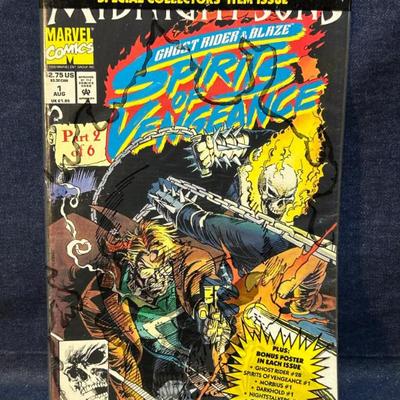 SPECIAL COLLECTORS' ITEM ISSUE
MIDNIGHT SONS
MARVEL
COMICS
$2.75 US
1
AUG
GHOST RIDER & BLAZE
SPIRITS
OF
VENGEANCE
Part 2
of 6
PLUS:
BONUS POSTER
IN EACH ISSUE
• GHOST RIDER #28
SPIRITS OF VENGEANCE #1
• MORBIUS #1
• DARKHOLD #1
• NIGHTSTALKERS